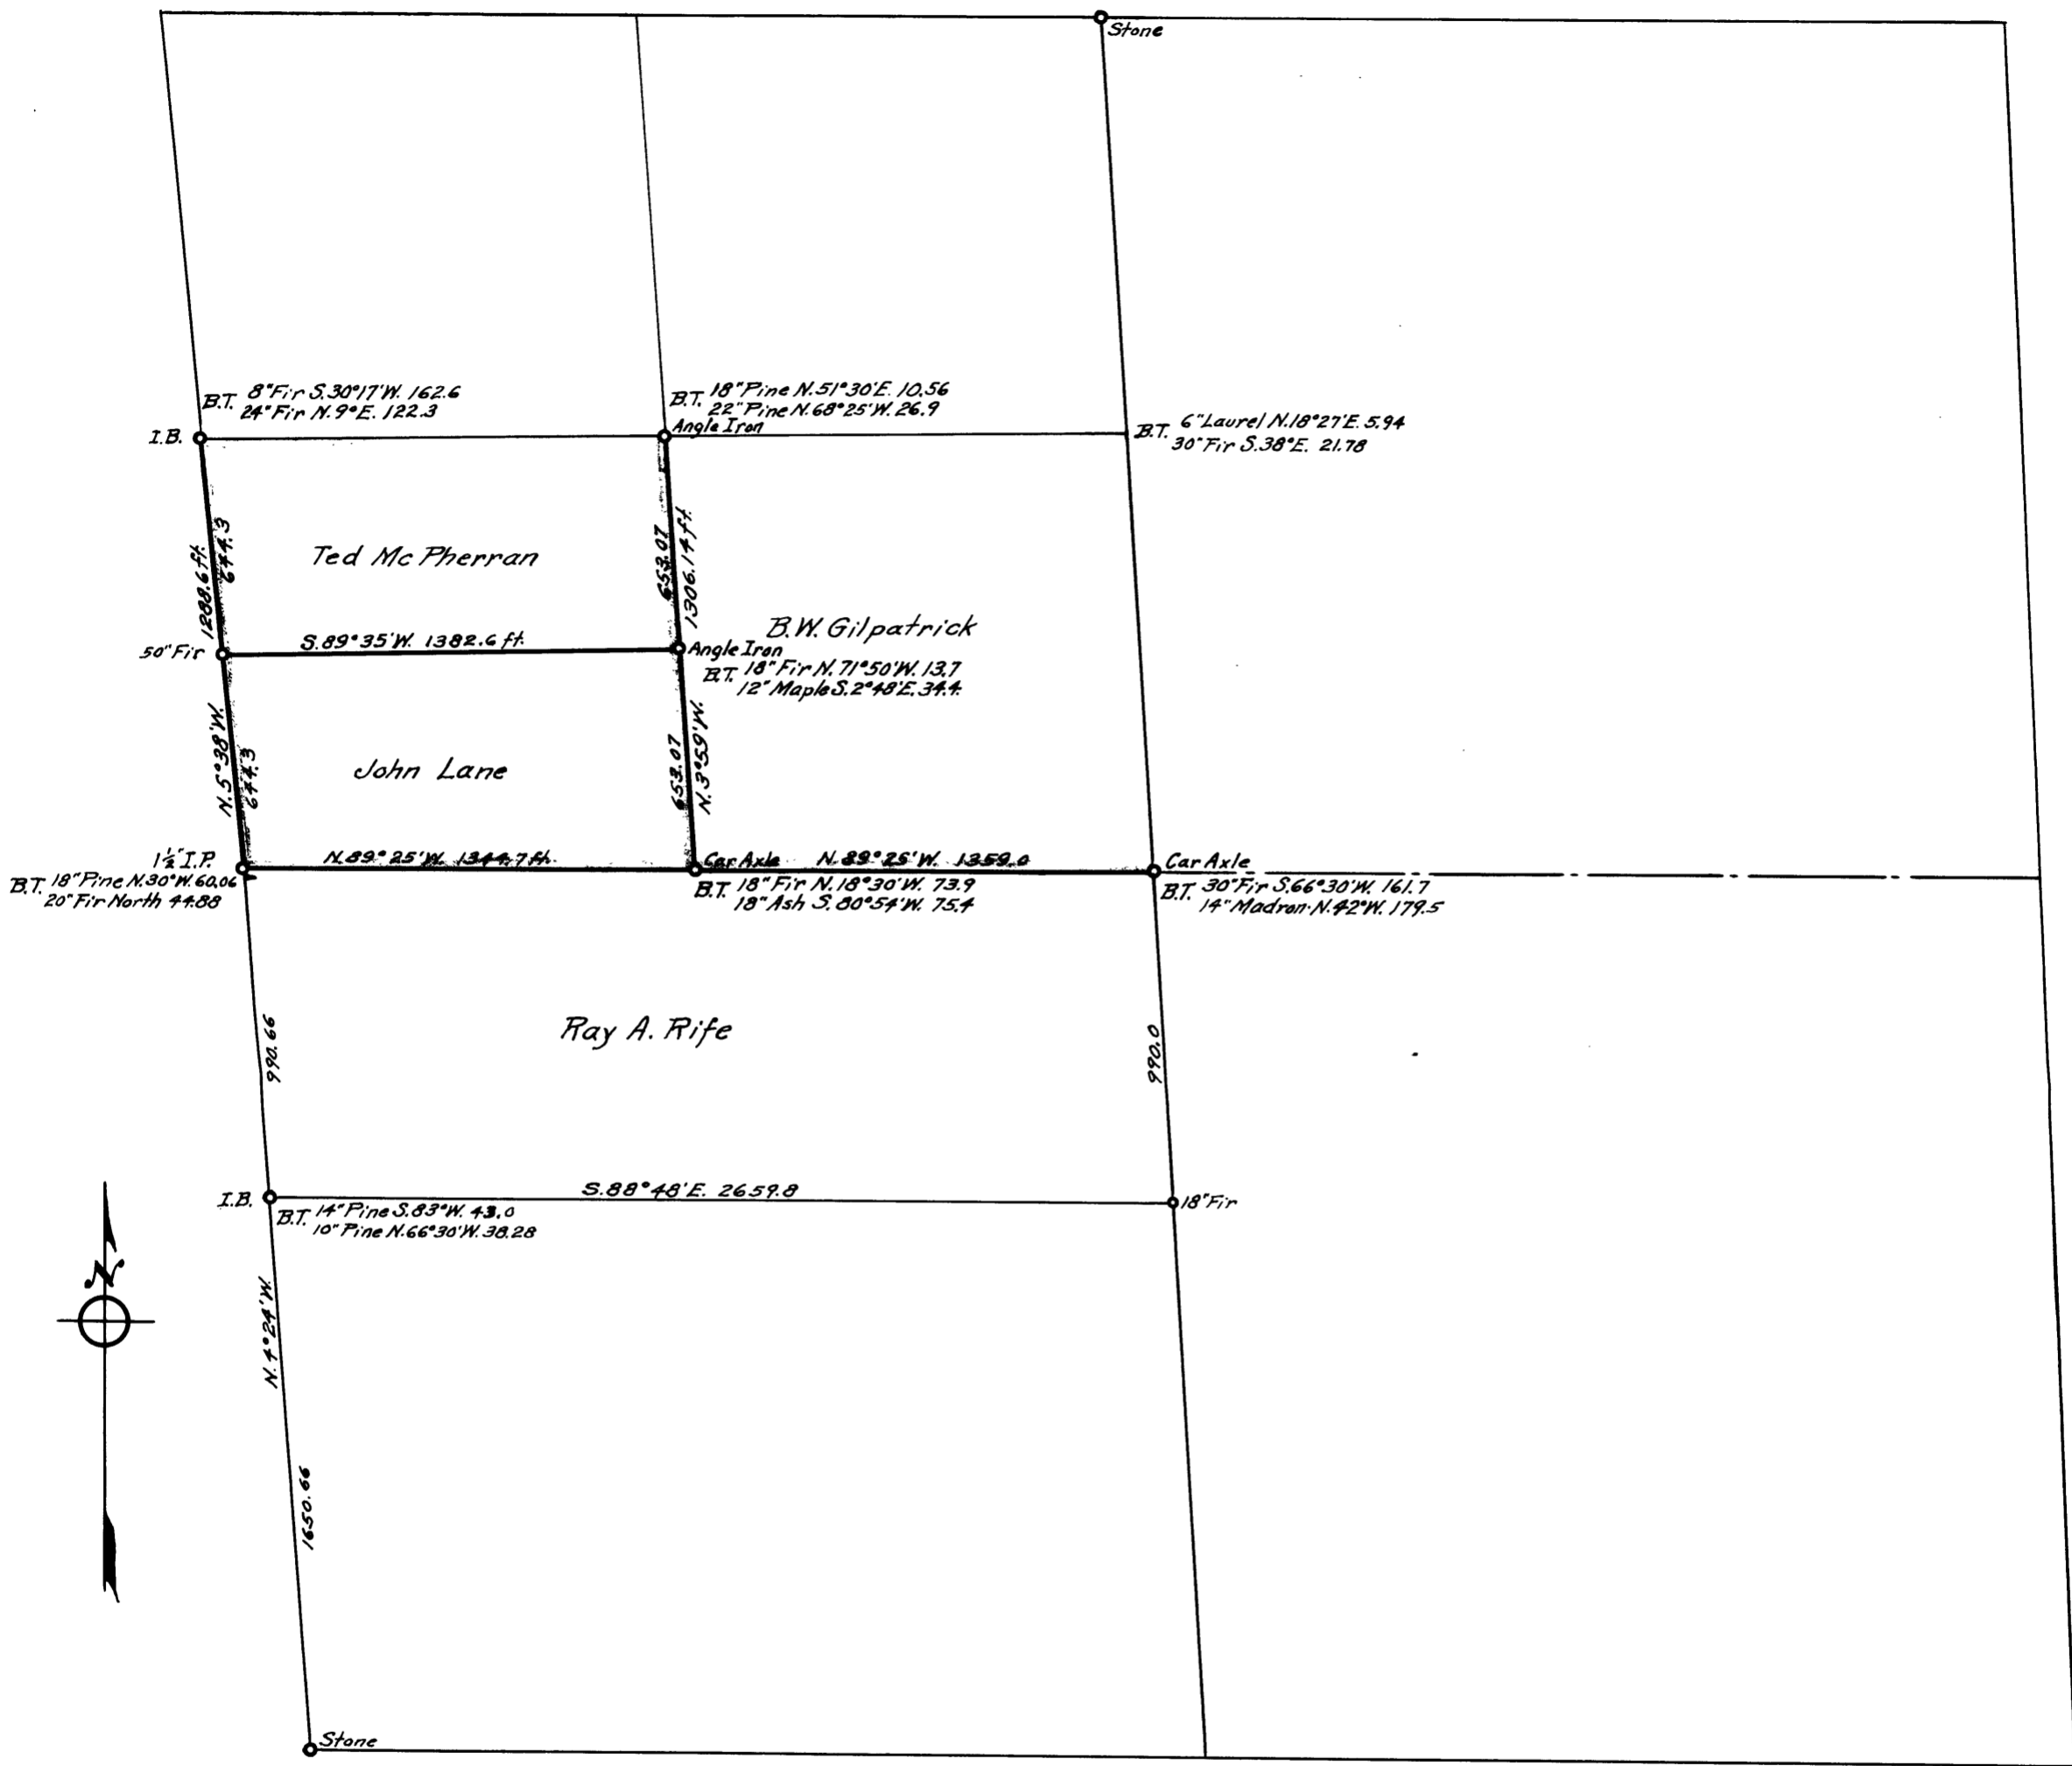 Stone
B.T. 8" Fir S.30°17'W. 162.6
24" Fir N.9°E. 122.3
I.B.
B.T. 18" Pine N.51°30'E. 10.56
22" Pine N.68°25'W. 26.9
Angle Iron
B.T. 6" Laurel N.18°27'E. 5.94
30" Fir S.38°E. 21.78
1288.6 ft.
644.3
Ted Mc Pherran
653.07
1306.14 ft.
B.W. Gilpatrick
50" Fir
S.89°35'W. 1382.6 ft.
Angle Iron
B.T. 18" Fir N.71°50'W. 13.7
12" Maple S.2°48'E. 34.4
N.5°38'W.
644.3
John Lane
653.07
N.3°59'W.
1½" I.P.
B.T. 18" Pine N.30°W. 60.06
20" Fir North 44.88
N.89°25'W. 1344.7 ft.
Car Axle
N.89°25'W. 1359.0
B.T. 18" Fir N.18°30'W. 73.9
18" Ash S.80°54'W. 75.4
Car Axle
B.T. 30" Fir S.66°30'W. 161.7
14" Madron. N.42°W. 179.5
990.66
Ray A. Rife
990.0
I.B.
B.T. 14" Pine S.83°W. 43.0
10" Pine N.66°30'W. 38.28
S.88°48'E. 2659.8
18" Fir
N
N.4°24'W.
1650.66
Stone